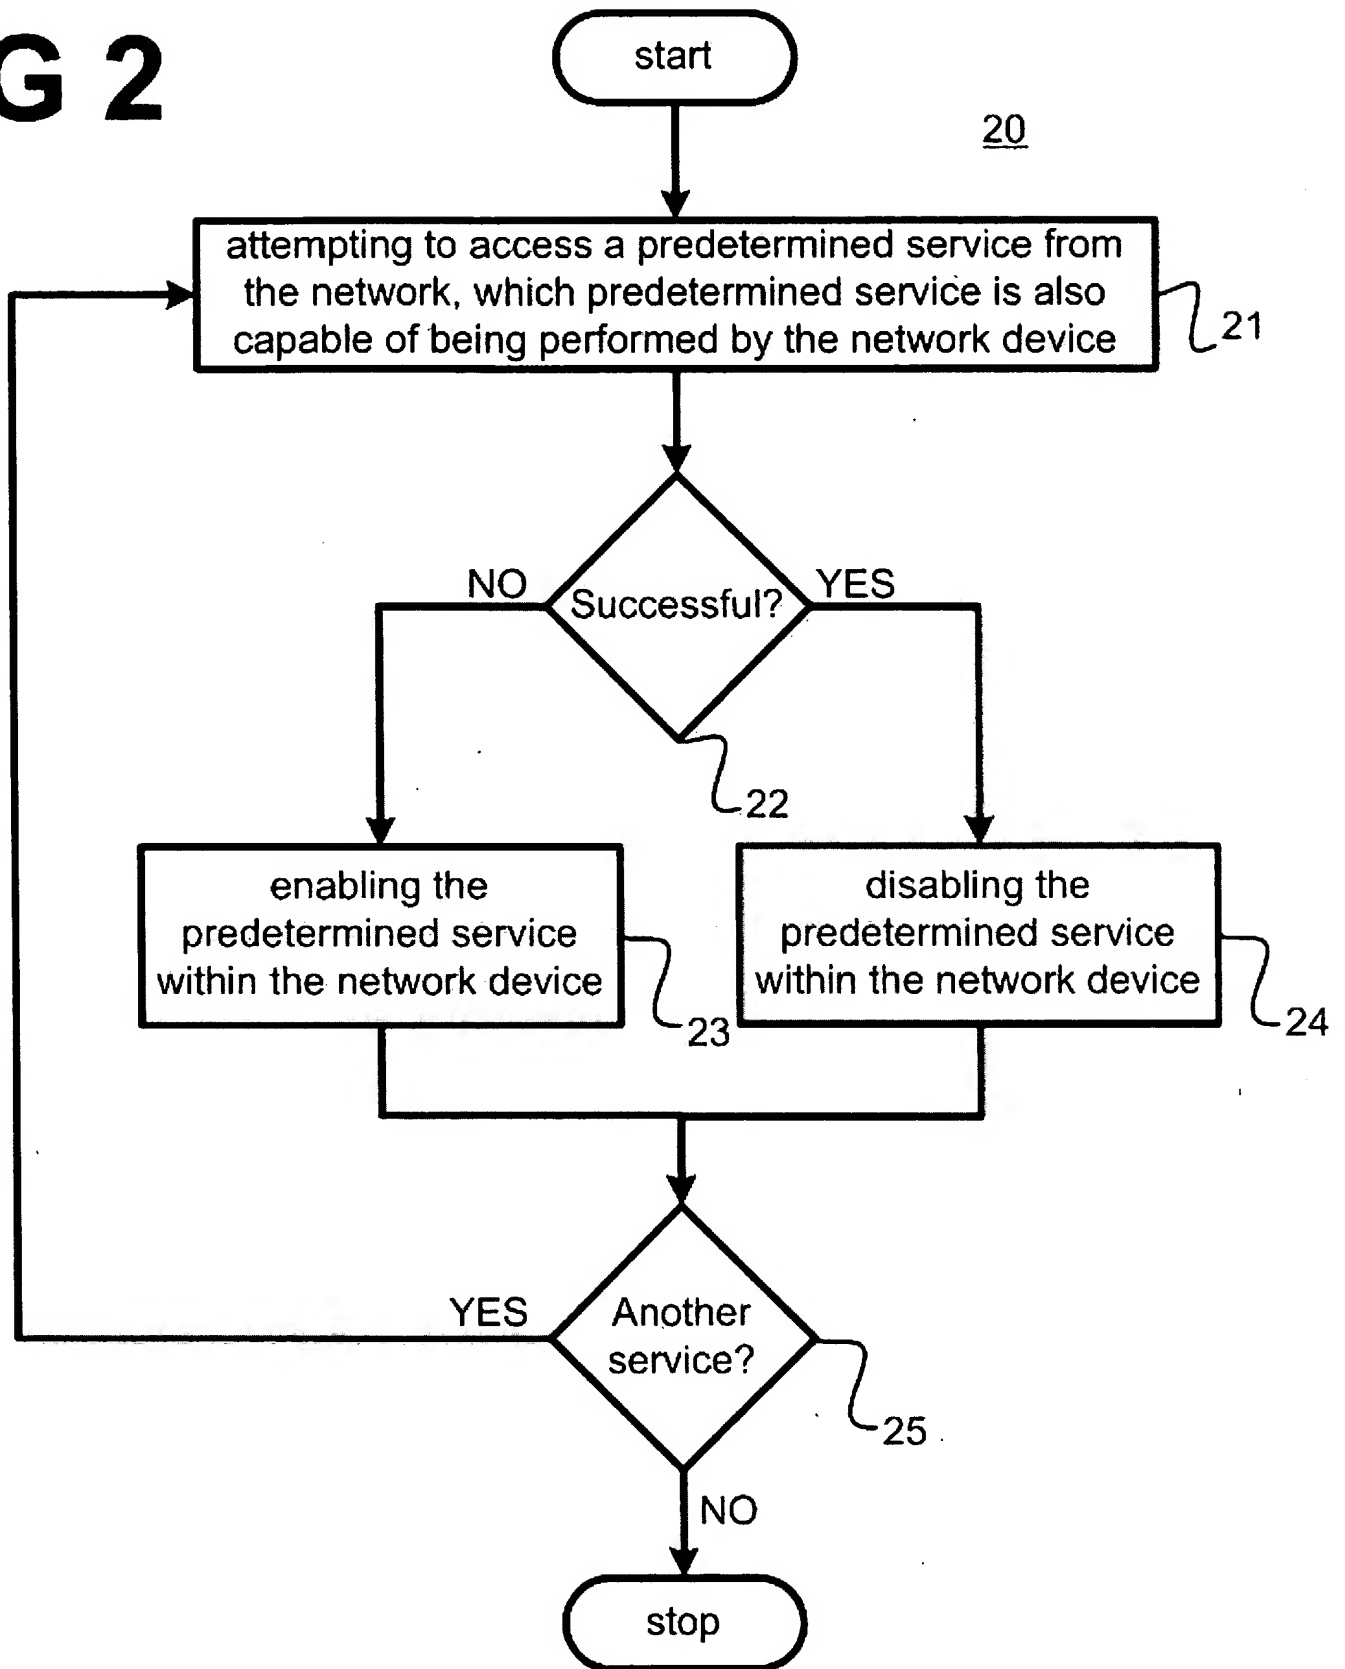 G 2
start
20
attempting to access a predetermined service from
the network, which predetermined service is also
capable of being performed by the network device
21
NO
YES
Successful?
22
enabling the
predetermined service
within the network device
23
disabling the
predetermined service
within the network device
24
YES
Another
service?
25
NO
stop